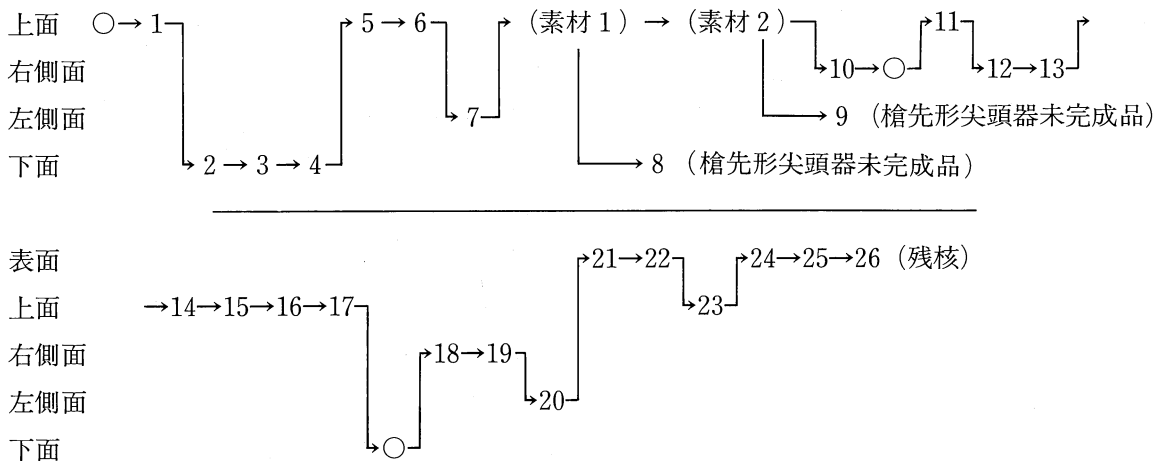 上面 ○→1 →5→6 →(素材1)→(素材2) →11
右側面 →10→○ →12→13
左側面 →7 →9(槍先形尖頭器未完成品)
下面 →2→3→4 →8(槍先形尖頭器未完成品)
表面 →21→22 →24→25→26(残核)
上面 →14→15→16→17 →23
右側面 →18→19
左側面 →20
下面 →○